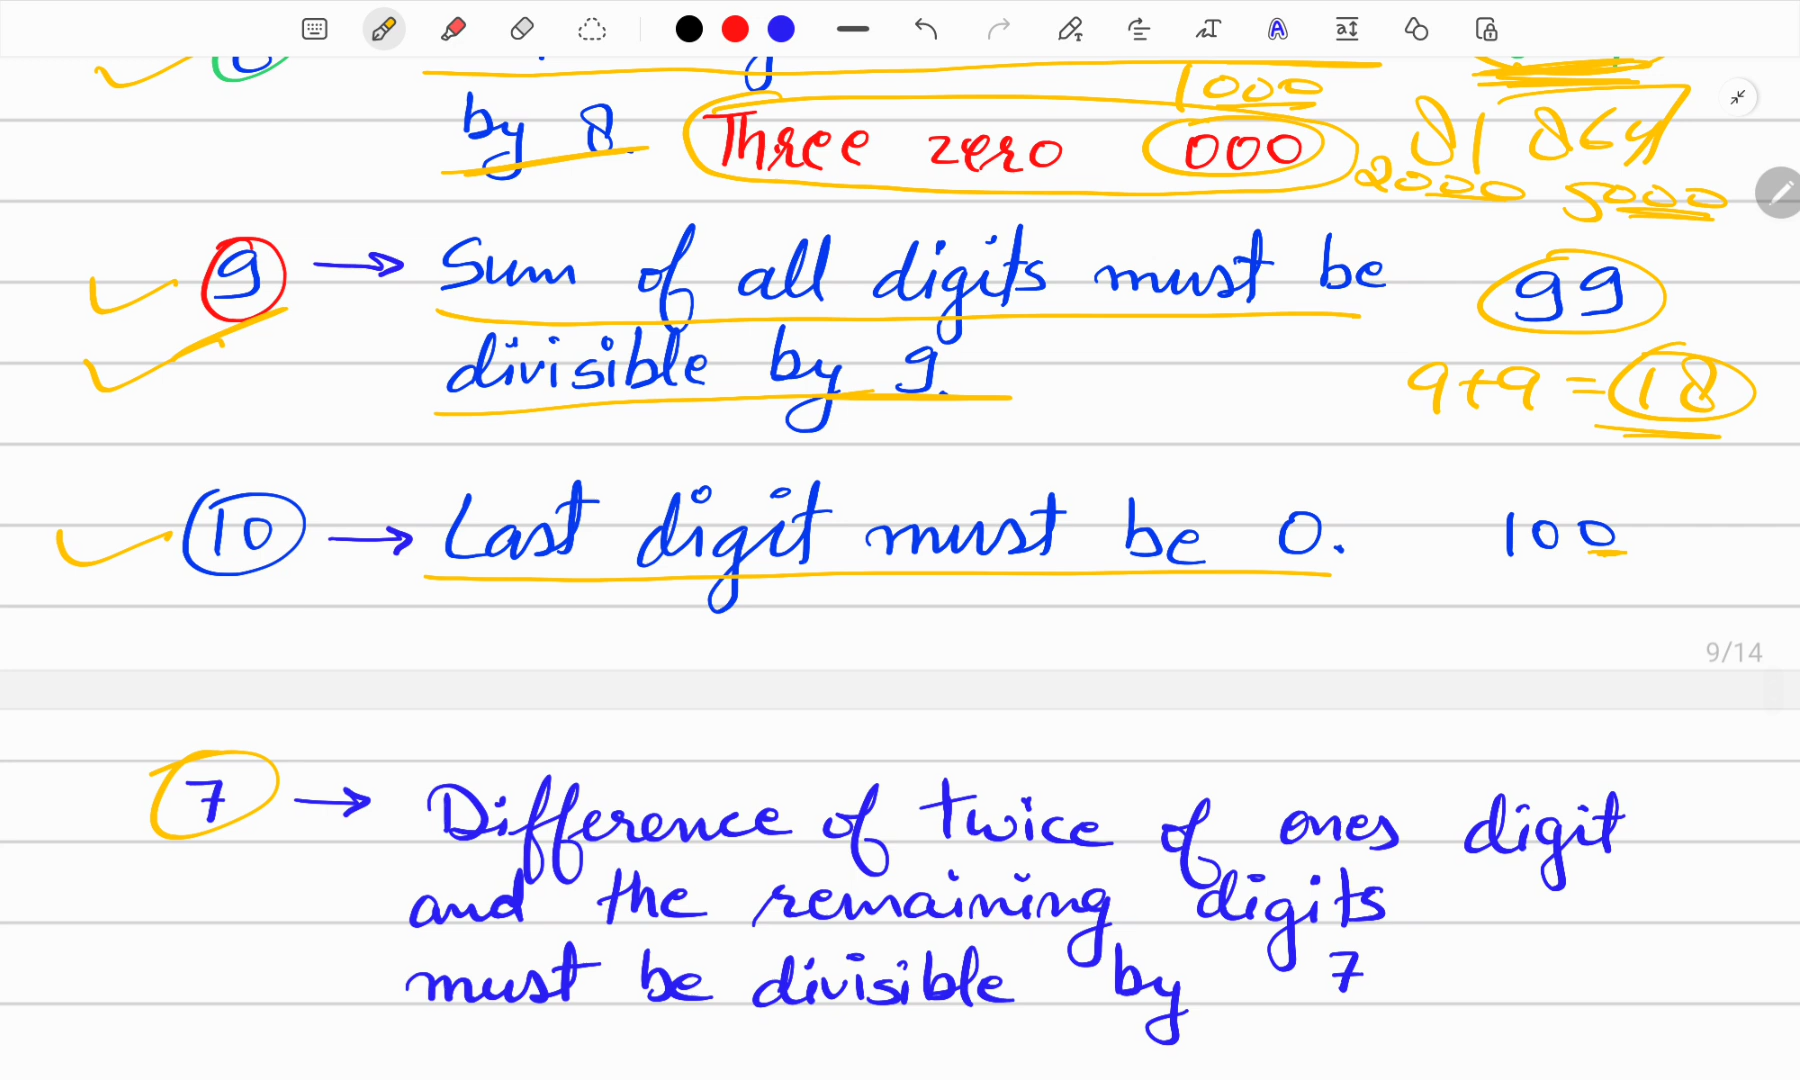 1000
by 8. Three zero 000 81864
2000 5000
9 → Sum of all digits must be 99
divisible by 9. 9+9=18
10 → Last digit must be 0. 100
9/14
7 → Difference of twice of ones digit
and the remaining digits
must be divisible by 7